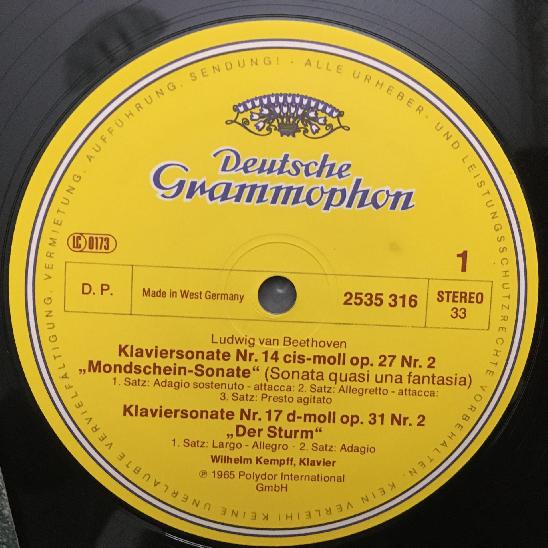 ALLE URHEBER- UND LEISTUNGSSCHUTZRECHTE VORBEHALTEN. KEIN VERLEIH! KEINE UNERLAUBTE VERVIELFÄLTIGUNG, VERMIETUNG, AUFFÜHRUNG, SENDUNG! -
Deutsche
Grammophon
LC 0173
1
D. P.
Made in West Germany
2535 316
STEREO
33
Ludwig van Beethoven
Klaviersonate Nr. 14 cis-moll op. 27 Nr. 2
„Mondschein-Sonate“ (Sonata quasi una fantasia)
1. Satz: Adagio sostenuto - attacca: 2. Satz: Allegretto - attacca:
3. Satz: Presto agitato
Klaviersonate Nr. 17 d-moll op. 31 Nr. 2
„Der Sturm“
1. Satz: Largo - Allegro · 2. Satz: Adagio
Wilhelm Kempff, Klavier
℗ 1965 Polydor International
GmbH